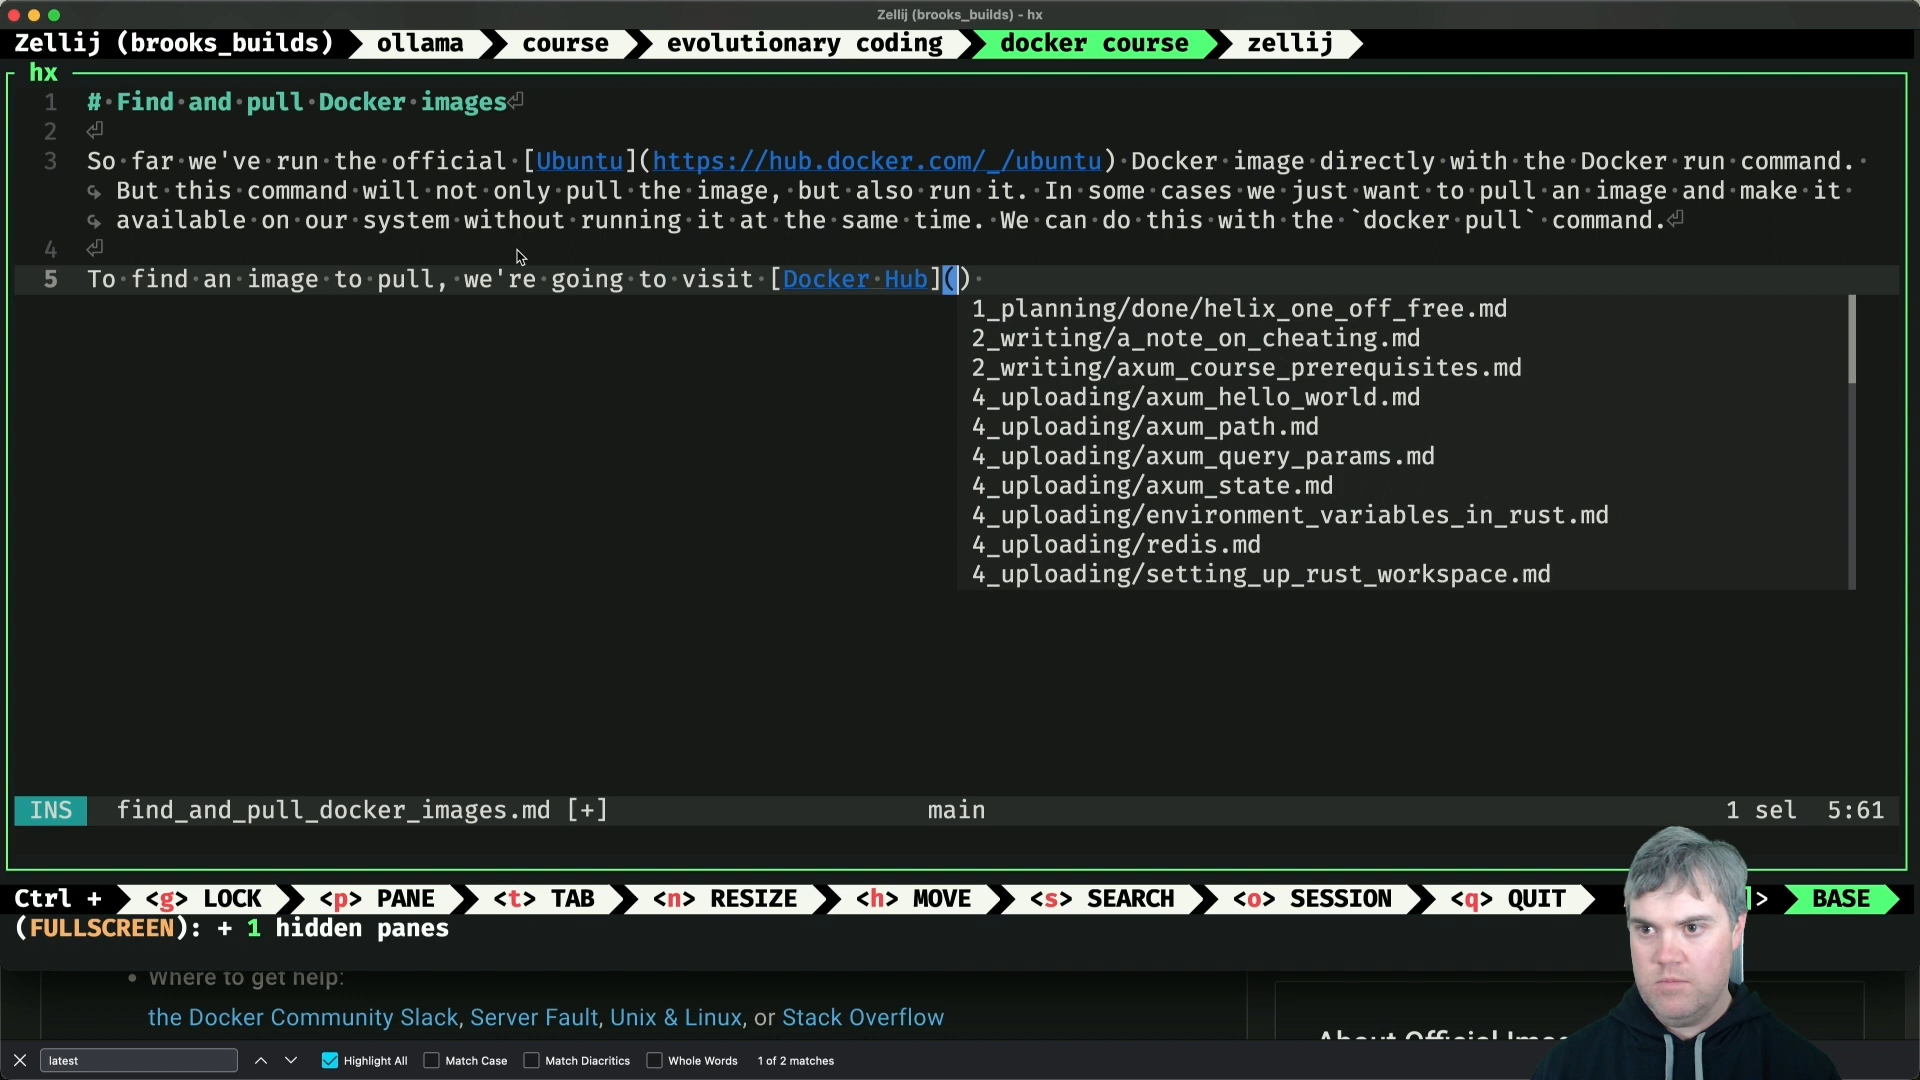 Zellij (brooks_builds) - hx
Zellij (brooks_builds) ollama course evolutionary coding docker course zellij
hx
1 # Find and pull Docker images
2
3 So far we've run the official [Ubuntu](https://hub.docker.com/_/ubuntu) Docker image directly with the Docker run command.
But this command will not only pull the image, but also run it. In some cases we just want to pull an image and make it
available on our system without running it at the same time. We can do this with the `docker pull` command.
4
5 To find an image to pull, we're going to visit [Docker Hub]()
1_planning/done/helix_one_off_free.md
2_writing/a_note_on_cheating.md
2_writing/axum_course_prerequisites.md
4_uploading/axum_hello_world.md
4_uploading/axum_path.md
4_uploading/axum_query_params.md
4_uploading/axum_state.md
4_uploading/environment_variables_in_rust.md
4_uploading/redis.md
4_uploading/setting_up_rust_workspace.md
INS find_and_pull_docker_images.md [+] main 1 sel 5:61
Ctrl + <g> LOCK <p> PANE <t> TAB <n> RESIZE <h> MOVE <s> SEARCH <o> SESSION <q> QUIT > BASE
(FULLSCREEN): + 1 hidden panes
• Where to get help:
the Docker Community Slack, Server Fault, Unix & Linux, or Stack Overflow
About Official
latest Highlight All Match Case Match Diacritics Whole Words 1 of 2 matches